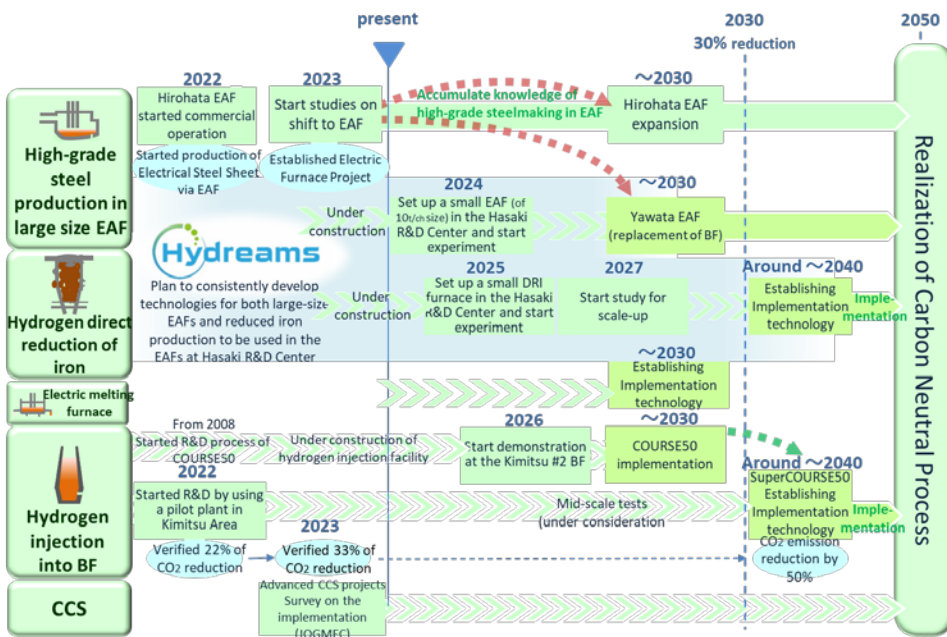 present
2030
30% reduction
2050
High-grade
steel
production in
large size EAF
2022
Hirohata EAF
started commercial
operation
Started production of
Electrical Steel Sheet
via EAF
2023
Start studies on
shift to EAF
Established Electric
Furnace Project
Accumulate knowledge of
high-grade steelmaking in EAF
～2030
Hirohata EAF
expansion
Under
construction
2024
Set up a small EAF (of
10t/ch size) in the Hasaki
R&D Center and start
experiment
～2030
Yawata EAF
(replacement of BF)
Hydreams
Plan to consistently develop
technologies for both large-size
EAFs and reduced iron
production to be used in the
EAFs at Hasaki R&D Center
Hydrogen direct
reduction of
iron
Under
construction
2025
Set up a small DRI
furnace in the Hasaki
R&D Center and start
experiment
2027
Start study for
scale-up
Around ～2040
Establishing
Implementation
technology
Imple-
mentation
Electric melting
furnace
～2030
Establishing
Implementation
technology
Hydrogen
injection
into BF
From 2008
Started R&D process of
COURSE50
Under construction of
hydrogen injection facility
2026
Start demonstration
at the Kimitsu #2 BF
～2030
COURSE50
implementation
2022
Started R&D by using
a pilot plant in
Kimitsu Area
Mid-scale tests
(under consideration
Around ～2040
SuperCOURSE50
Establishing
Implementation
technology
Imple-
mentation
Verified 22% of
CO2 reduction
2023
Verified 33% of
CO2 reduction
CO2 emission
reduction by
50%
CCS
Advanced CCS projects
Survey on the
implementation
(JOGMEC)
Realization of Carbon Neutral Process